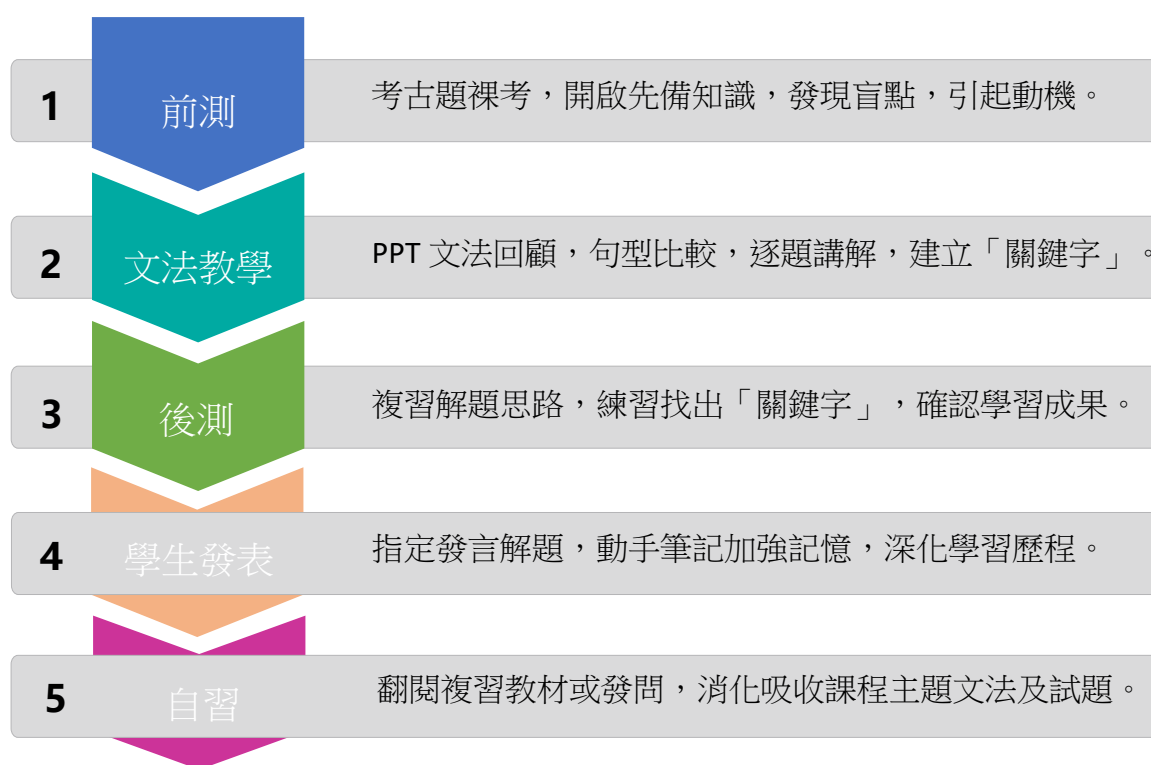 1
前測
考古題裸考，開啟先備知識，發現盲點，引起動機。
2
文法教學
PPT 文法回顧，句型比較，逐題講解，建立「關鍵字」。
3
後測
複習解題思路，練習找出「關鍵字」，確認學習成果。
4
學生發表
指定發言解題，動手筆記加強記憶，深化學習歷程。
5
自習
翻閱複習教材或發問，消化吸收課程主題文法及試題。